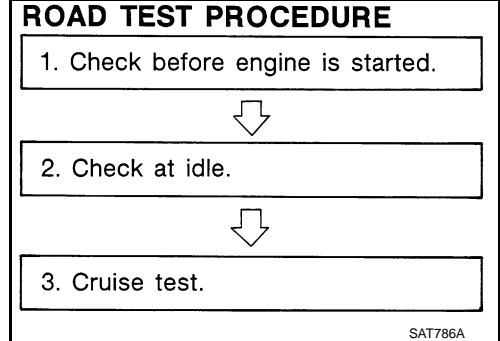 ROAD TEST PROCEDURE
1. Check before engine is started.
2. Check at idle.
3. Cruise test.
SAT786A